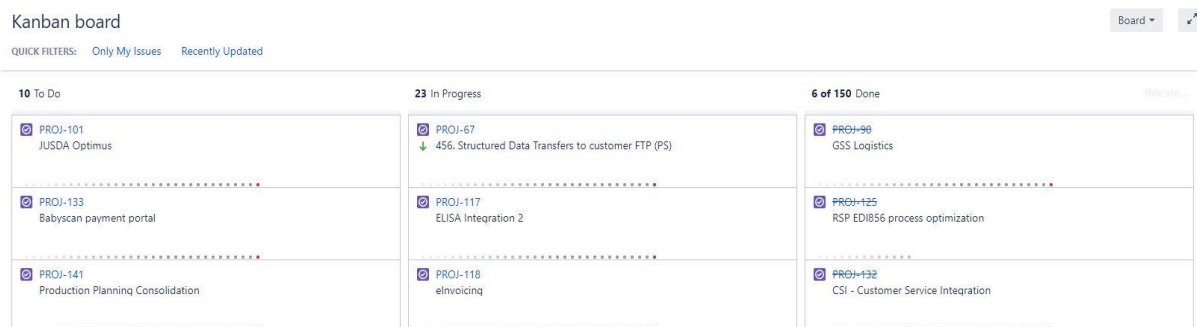 Kanban board
Board
QUICK FILTERS: Only My Issues Recently Updated
10 To Do
23 In Progress
6 of 150 Done
Release...
PROJ-101
JUSDA Optimus
PROJ-67
456. Structured Data Transfers to customer FTP (PS)
PROJ-90
GSS Logistics
PROJ-133
Babyscan payment portal
PROJ-117
ELISA Integration 2
PROJ-125
RSP EDI856 process optimization
PROJ-141
Production Planning Consolidation
PROJ-118
eInvoicing
PROJ-132
CSI - Customer Service Integration